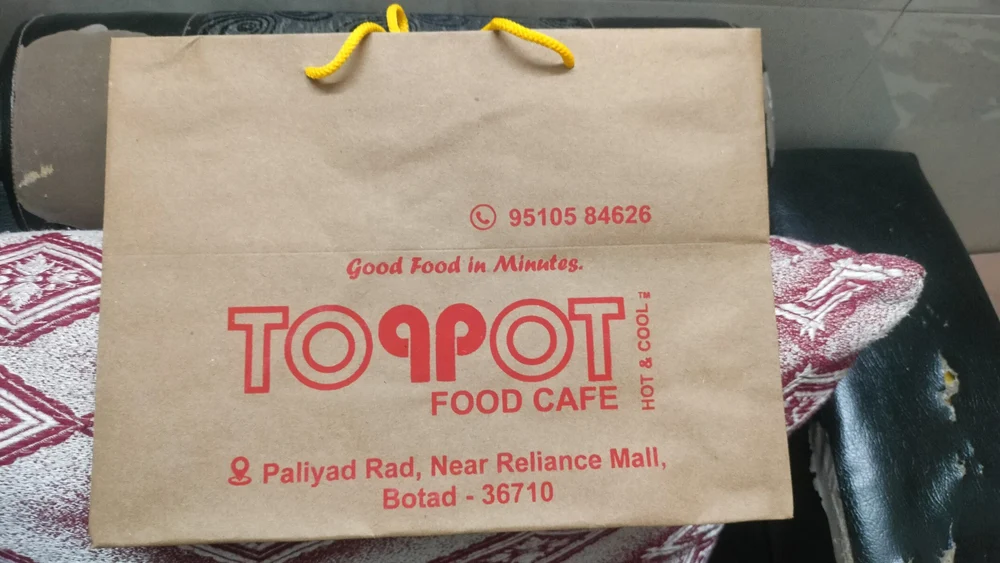 95105 84626
Good Food in Minutes.
TOPPOT
HOT & COOL™
FOOD CAFE
Paliyad Rad, Near Reliance Mall,
Botad - 36710